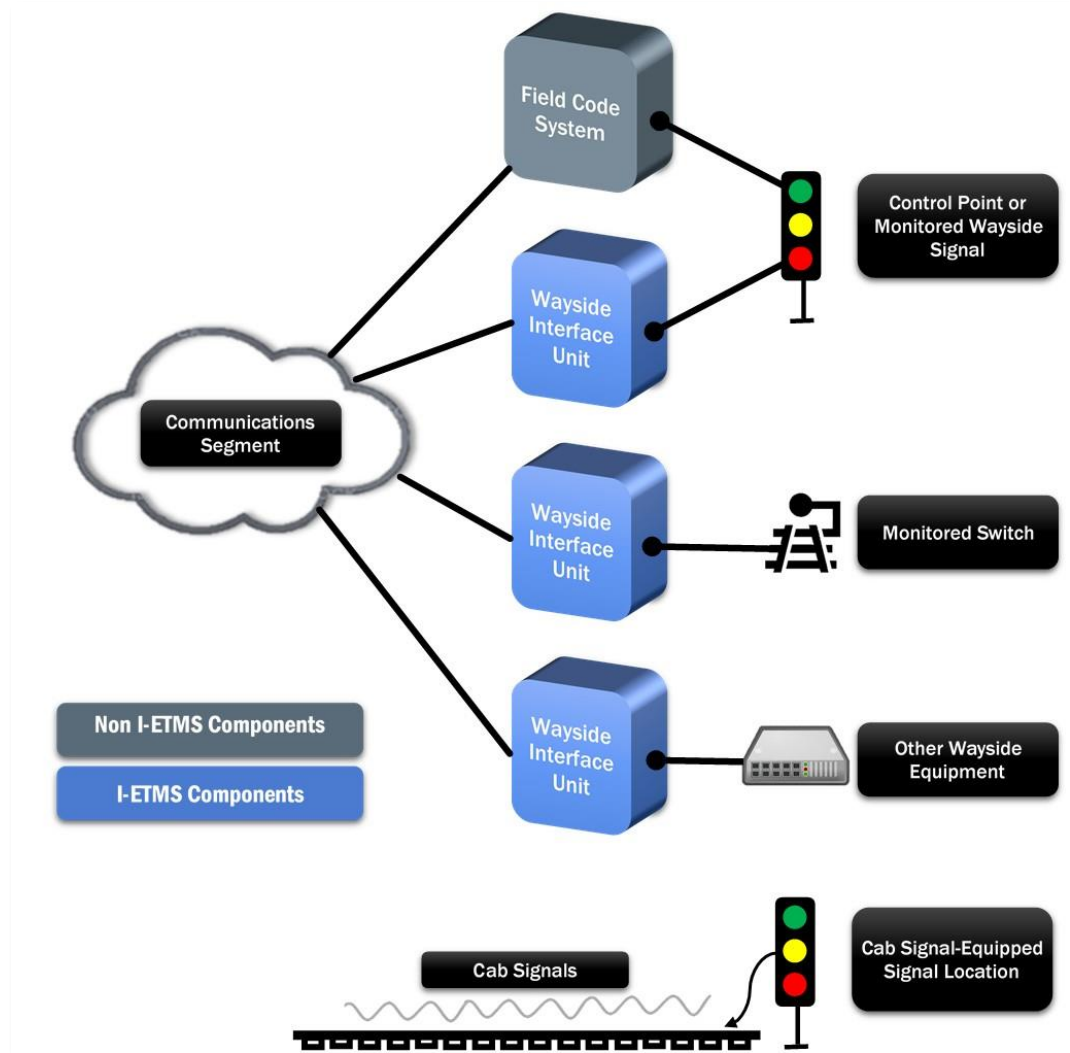 Field Code
System
Control Point or
Monitored Wayside
Signal
Wayside
Interface
Unit
Communications
Segment
Wayside
Interface
Unit
Monitored Switch
Non I-ETMS Components
I-ETMS Components
Wayside
Interface
Unit
Other Wayside
Equipment
Cab Signals
Cab Signal-Equipped
Signal Location